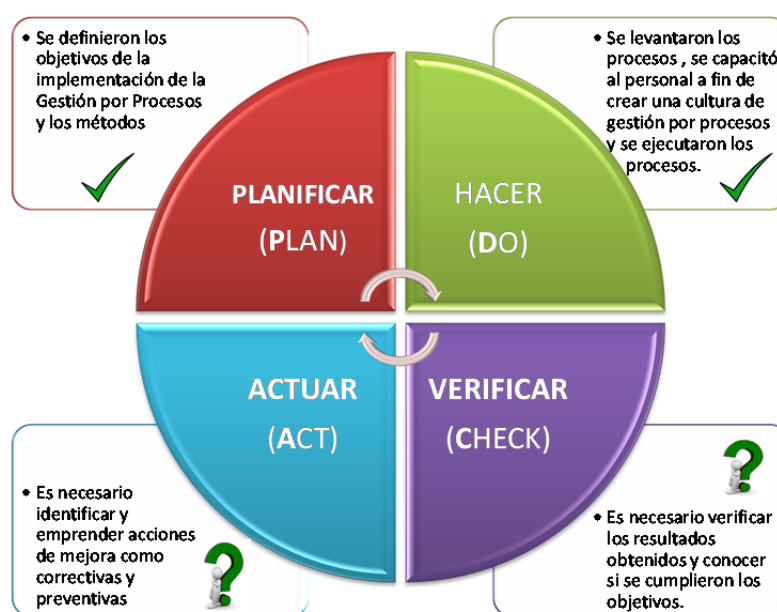 • Se definieron los
objetivos de la
implementación de la
Gestión por Procesos
y los métodos
• Se levantaron los
procesos , se capacitó
al personal a fin de
crear una cultura de
gestión por procesos
y se ejecutaron los
procesos.
PLANIFICAR
(PLAN)
HACER
(DO)
ACTUAR
(ACT)
VERIFICAR
(CHECK)
• Es necesario
identificar y
emprender acciones
de mejora como
correctivas y
preventivas
• Es necesario verificar
los resultados
obtenidos y conocer
si se cumplieron los
objetivos.